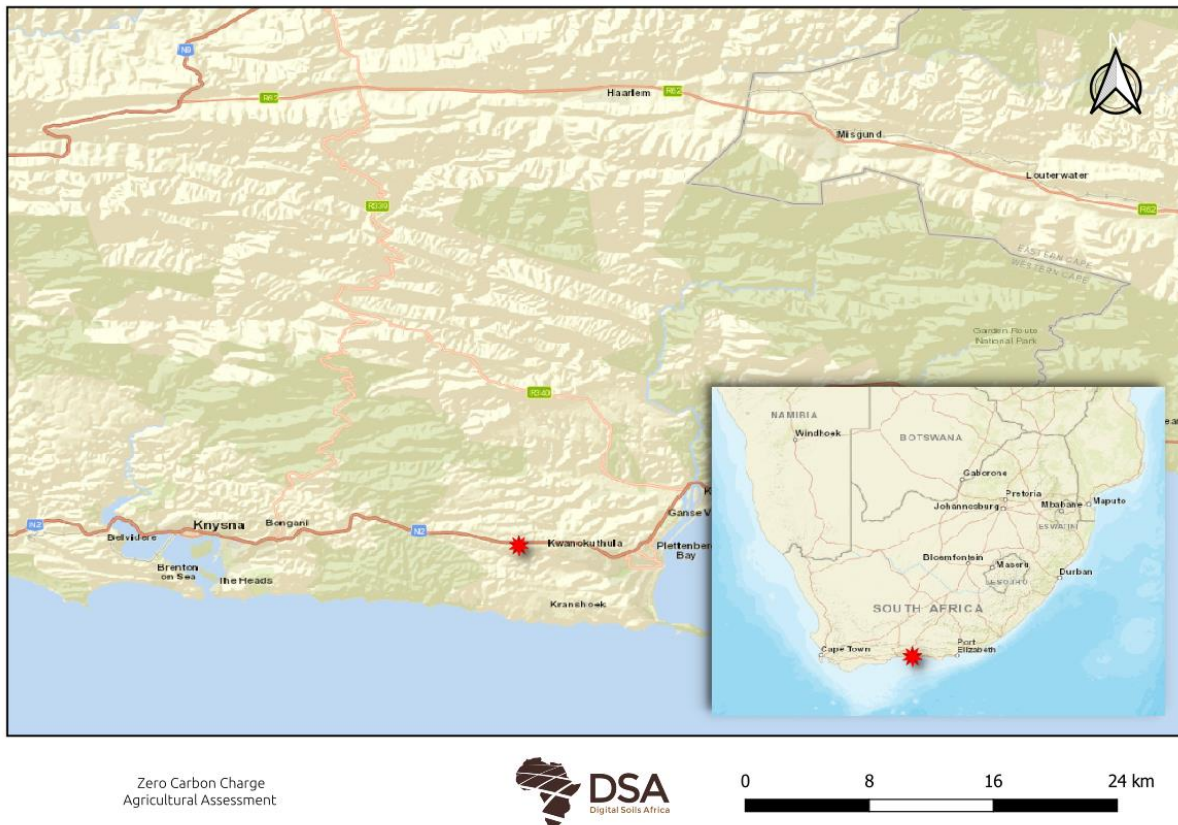 N
N9
R62
Haarlem
R62
Misgund
Louterwater
R62
R339
EASTERN CAPE
WESTERN CAPE
Garden Route
National Park
R340
NAMIBIA
Windhoek
BOTSWANA
Gaborone
Pretoria
Johannesburg
Mbabane
Maputo
ESWATINI
Bloemfontein
Maseru
LESOTHO
Durban
SOUTH AFRICA
Cape Town
Port
Elizabeth
N2
Belvidere
Knysna
Bongani
N2
Kwanokuthula
Plettenberg
Bay
Brenton
on Sea
The Heads
Kranshoek
Zero Carbon Charge
Agricultural Assessment
DSA
Digital Soils Africa
0 8 16 24 km